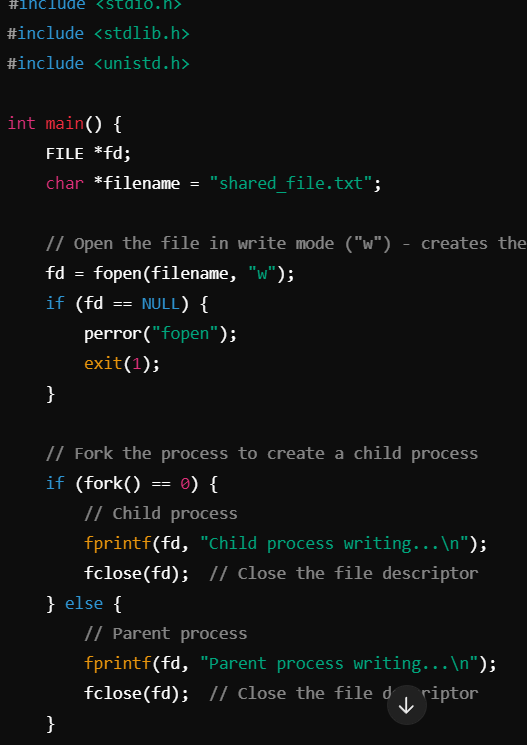 #include <stdio.h>
#include <stdlib.h>
#include <unistd.h>
int main() {
FILE *fd;
char *filename = "shared_file.txt";
// Open the file in write mode ("w") - creates the
fd = fopen(filename, "w");
if (fd == NULL) {
perror("fopen");
exit(1);
}
// Fork the process to create a child process
if (fork() == 0) {
// Child process
fprintf(fd, "Child process writing...\n");
fclose(fd);  // Close the file descriptor
} else {
// Parent process
fprintf(fd, "Parent process writing...\n");
fclose(fd);  // Close the file descriptor
}